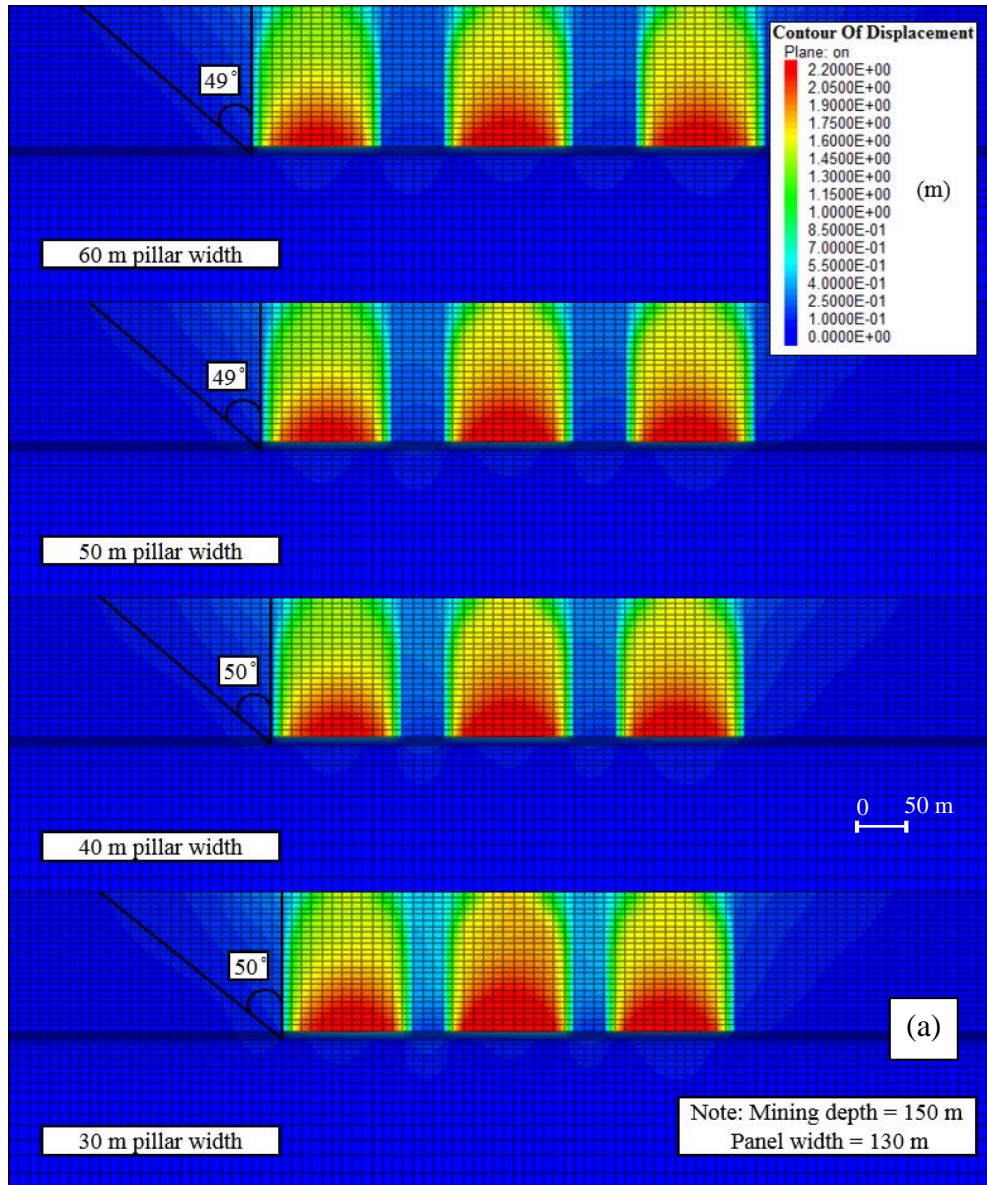 Contour Of Displacement
Plane: on
2.2000E+00
2.0500E+00
1.9000E+00
1.7500E+00
1.6000E+00
1.4500E+00
1.3000E+00
1.1500E+00
1.0000E+00
8.5000E-01
7.0000E-01
5.5000E-01
4.0000E-01
2.5000E-01
1.0000E-01
0.0000E+00
(m)
49°
60 m pillar width
49°
50 m pillar width
50°
0 50 m
40 m pillar width
50°
(a)
30 m pillar width
Note: Mining depth = 150 m
Panel width = 130 m